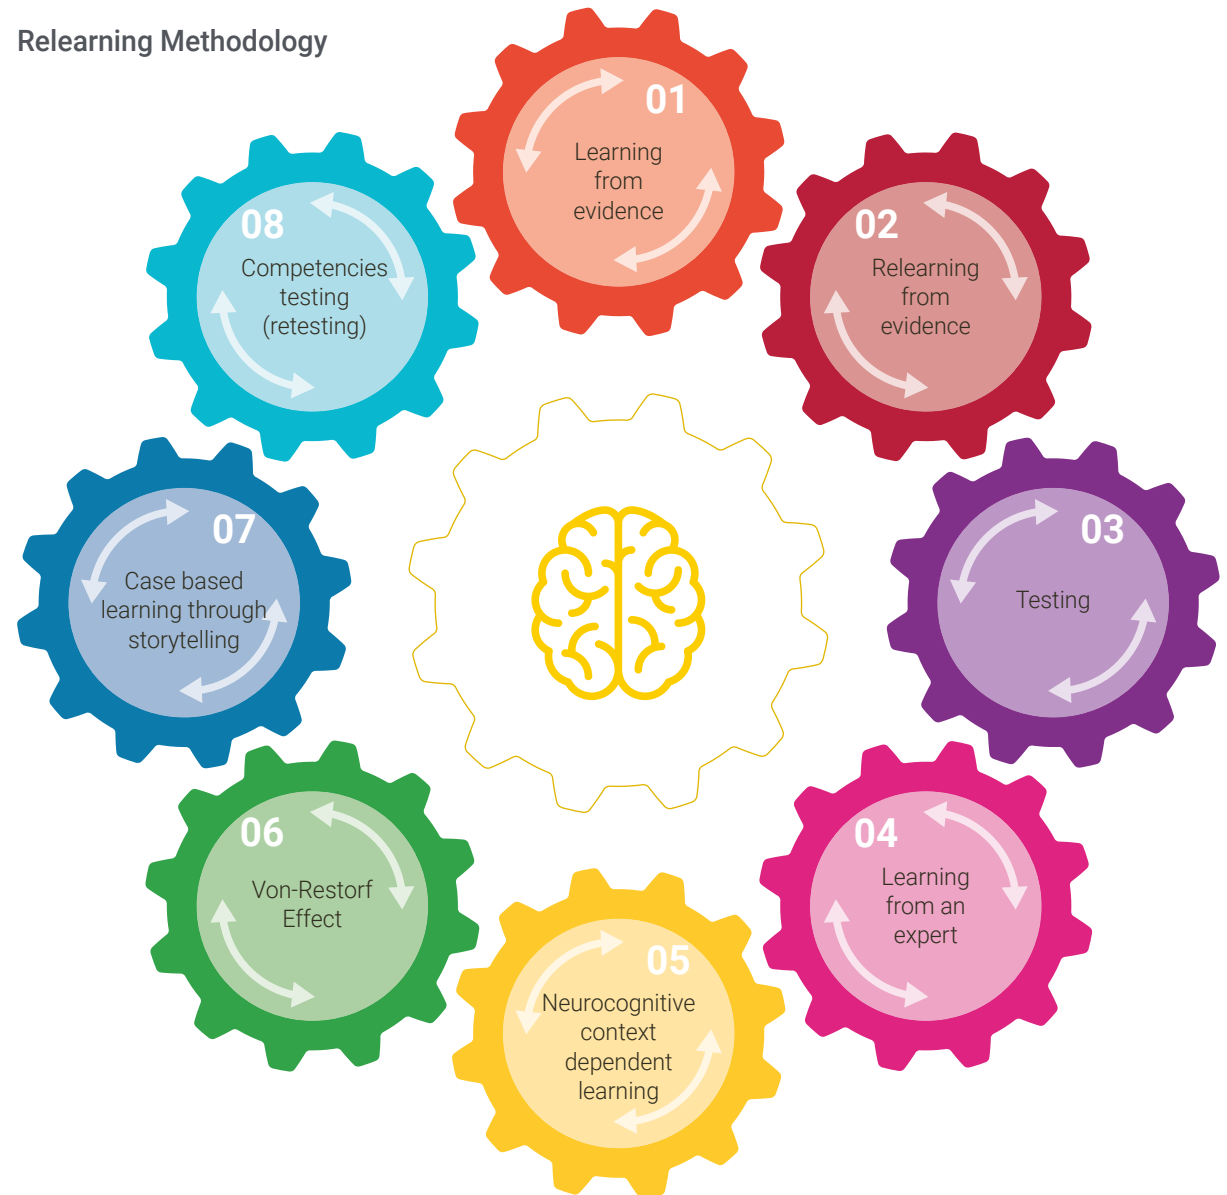 Relearning Methodology
01
Learning
from
evidence
02
Relearning
from
evidence
03
Testing
04
Learning
from an
expert
05
Neurocognitive
context
dependent
learning
06
Von-Restorf
Effect
07
Case based
learning through
storytelling
08
Competencies
testing
(retesting)